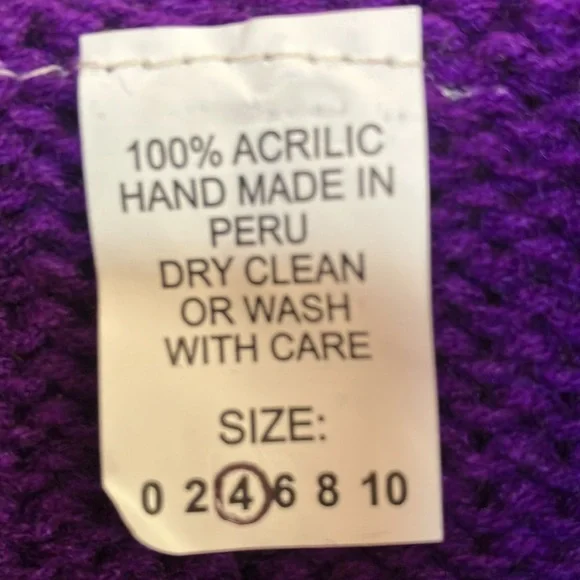 100% ACRILIC
HAND MADE IN
PERU
DRY CLEAN
OR WASH
WITH CARE
SIZE:
0 2 4 6 8 10